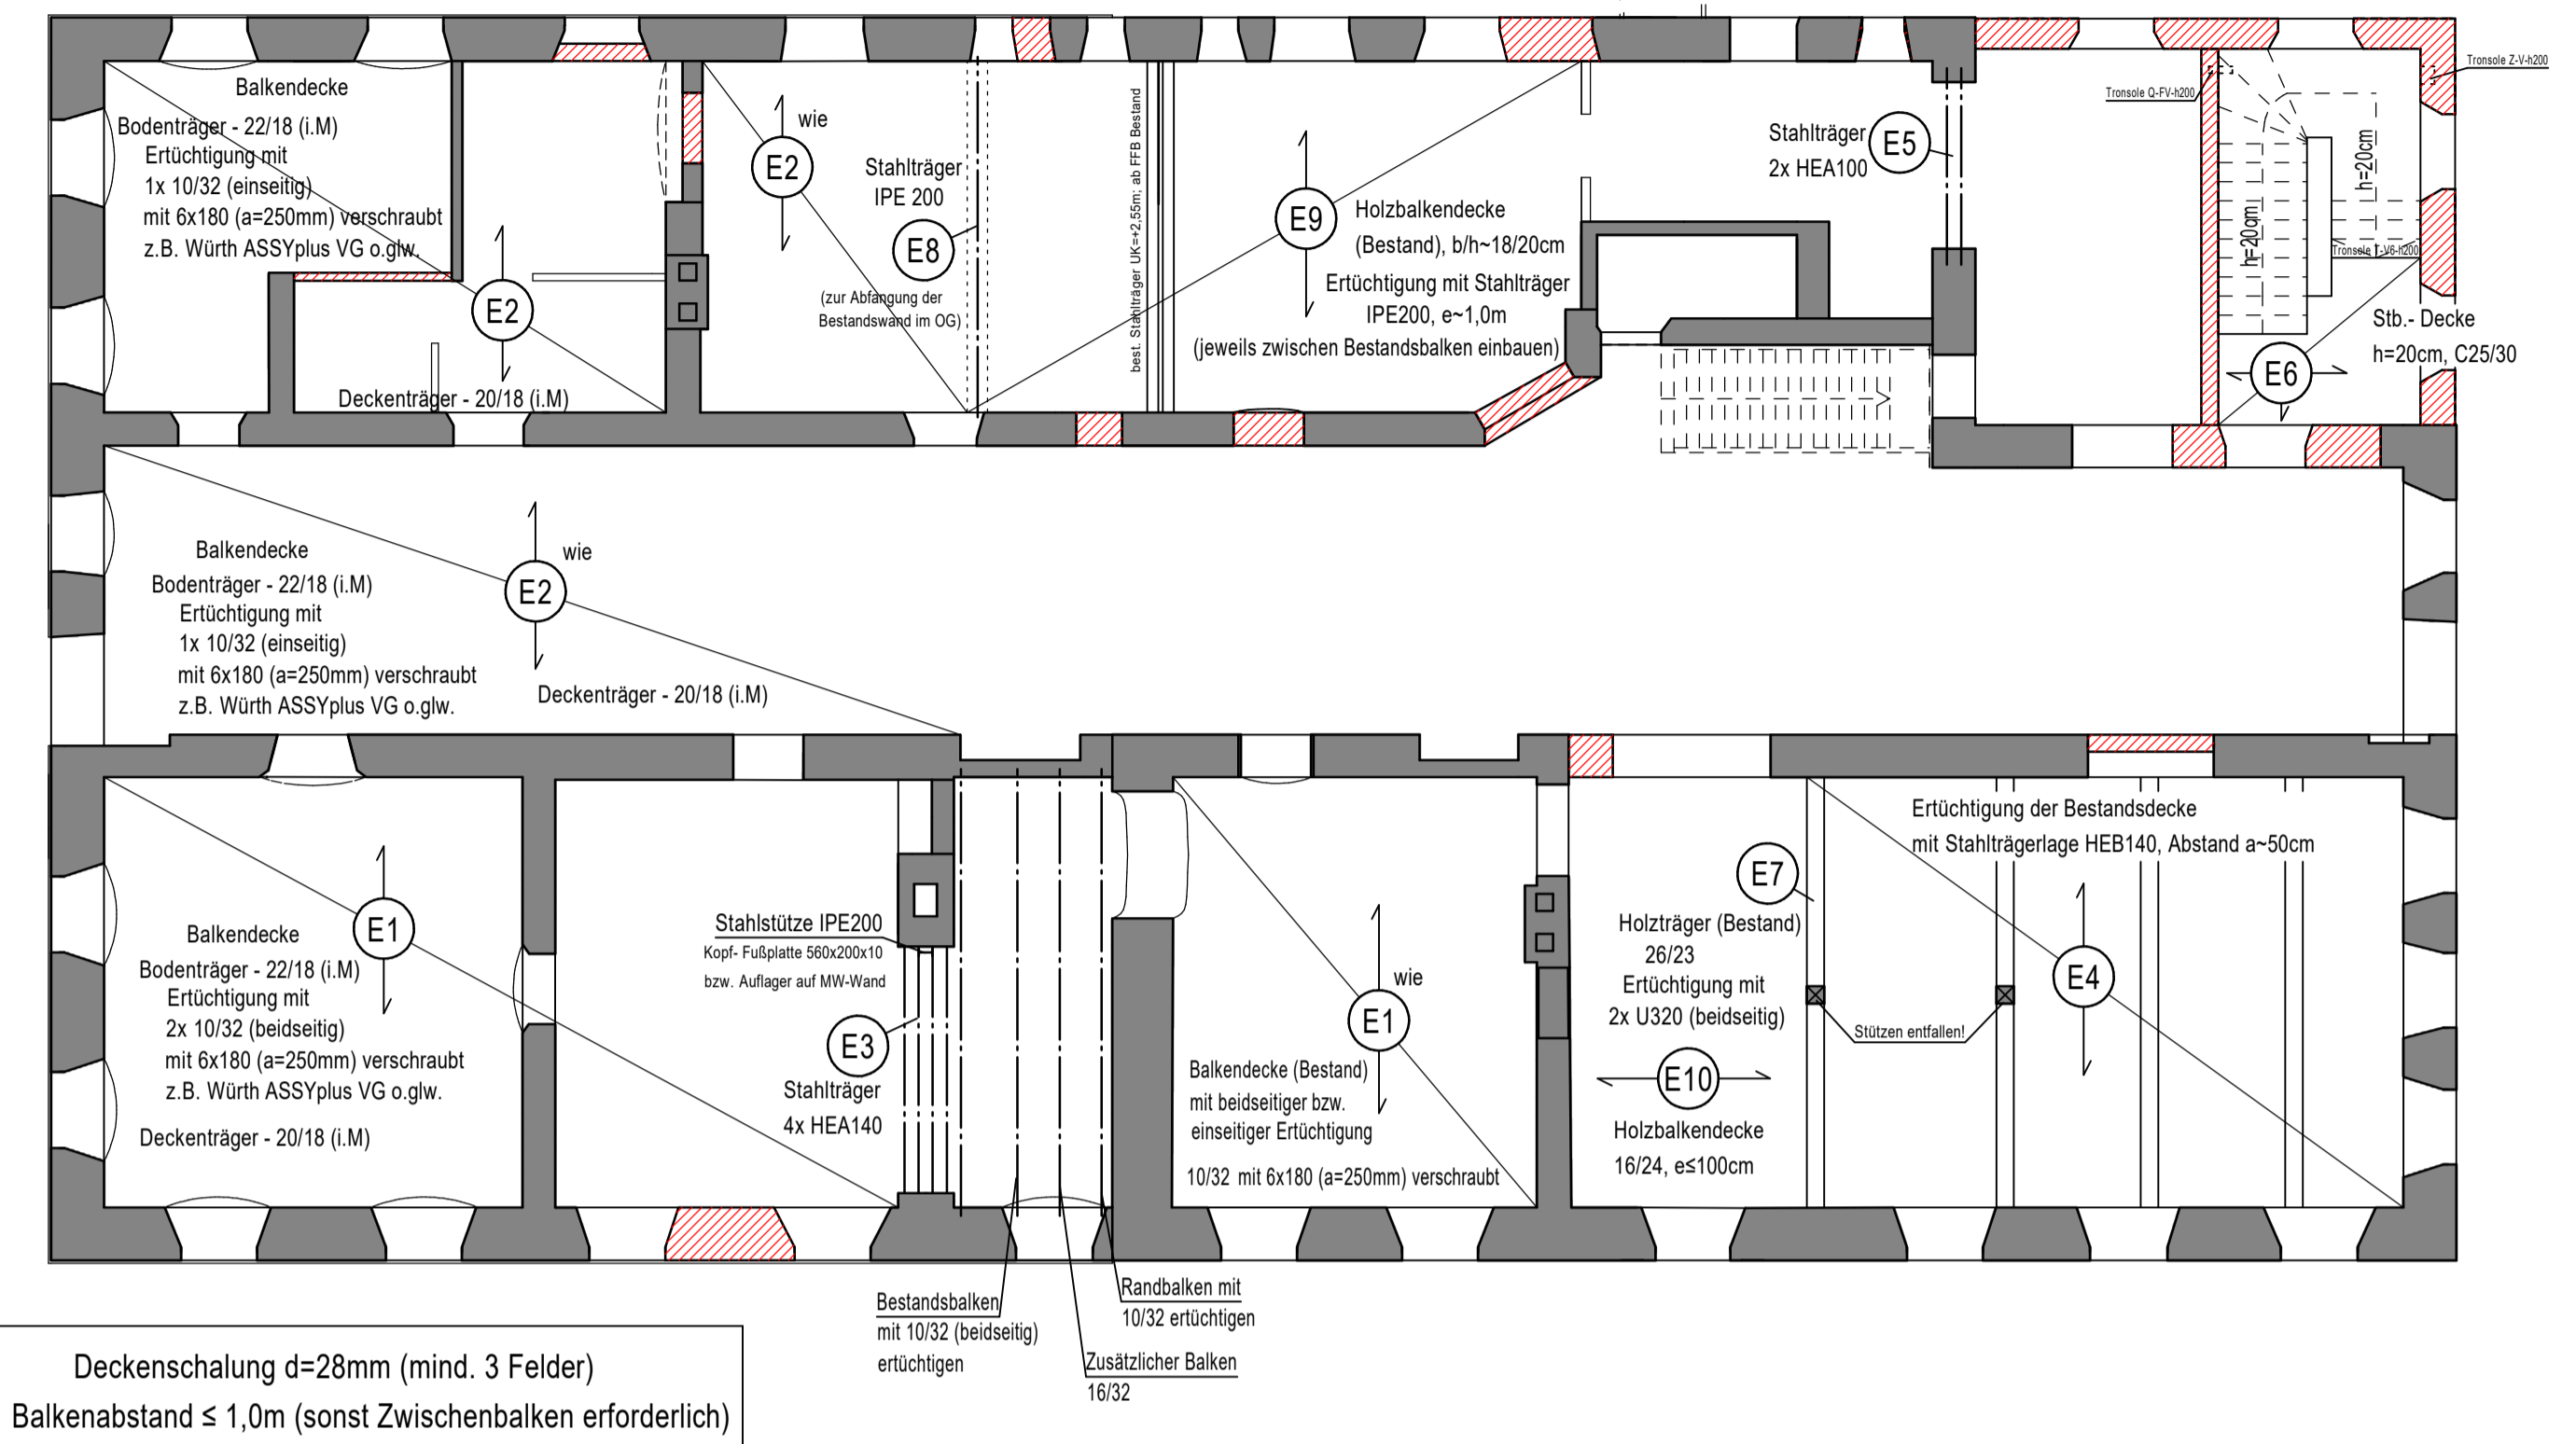 Balkendecke
Bodenträger - 22/18 (i.M)
Ertüchtigung mit
1x 10/32 (einseitig)
mit 6x180 (a=250mm) verschraubt
z.B. Würth ASSYplus VG o.glw.
E2
Deckenträger - 20/18 (i.M)
wie
E2
Stahlträger
IPE 200
E8
(zur Abfangung der
Bestandswand im OG)
best. Stahlträger UK=+2,55m; ab FFB Bestand
E9
Holzbalkendecke
(Bestand), b/h~18/20cm
Ertüchtigung mit Stahlträger
IPE200, e~1,0m
(jeweils zwischen Bestandsbalken einbauen)
Stahlträger
2x HEA100
E5
Tronsole Q-FV-h200
Tronsole Z-V-h200
h=20cm
h=20cm
Tronsole T-V6-h200
Stb.- Decke
h=20cm, C25/30
E6
Balkendecke
Bodenträger - 22/18 (i.M)
Ertüchtigung mit
1x 10/32 (einseitig)
mit 6x180 (a=250mm) verschraubt
z.B. Würth ASSYplus VG o.glw.
wie
E2
Deckenträger - 20/18 (i.M)
E1
Balkendecke
Bodenträger - 22/18 (i.M)
Ertüchtigung mit
2x 10/32 (beidseitig)
mit 6x180 (a=250mm) verschraubt
z.B. Würth ASSYplus VG o.glw.
Deckenträger - 20/18 (i.M)
Stahlstütze IPE200
Kopf- Fußplatte 560x200x10
bzw. Auflager auf MW-Wand
E3
Stahlträger
4x HEA140
wie
E1
Balkendecke (Bestand)
mit beidseitiger bzw.
einseitiger Ertüchtigung
10/32 mit 6x180 (a=250mm) verschraubt
E7
Holzträger (Bestand)
26/23
Ertüchtigung mit
2x U320 (beidseitig)
E10
Holzbalkendecke
16/24, e≤100cm
Ertüchtigung der Bestandsdecke
mit Stahlträgerlage HEB140, Abstand a~50cm
E4
Stützen entfallen!
Bestandsbalken
mit 10/32 (beidseitig)
ertüchtigen
Randbalken mit
10/32 ertüchtigen
Zusätzlicher Balken
16/32
Deckenschalung d=28mm (mind. 3 Felder)
Balkenabstand ≤ 1,0m (sonst Zwischenbalken erforderlich)